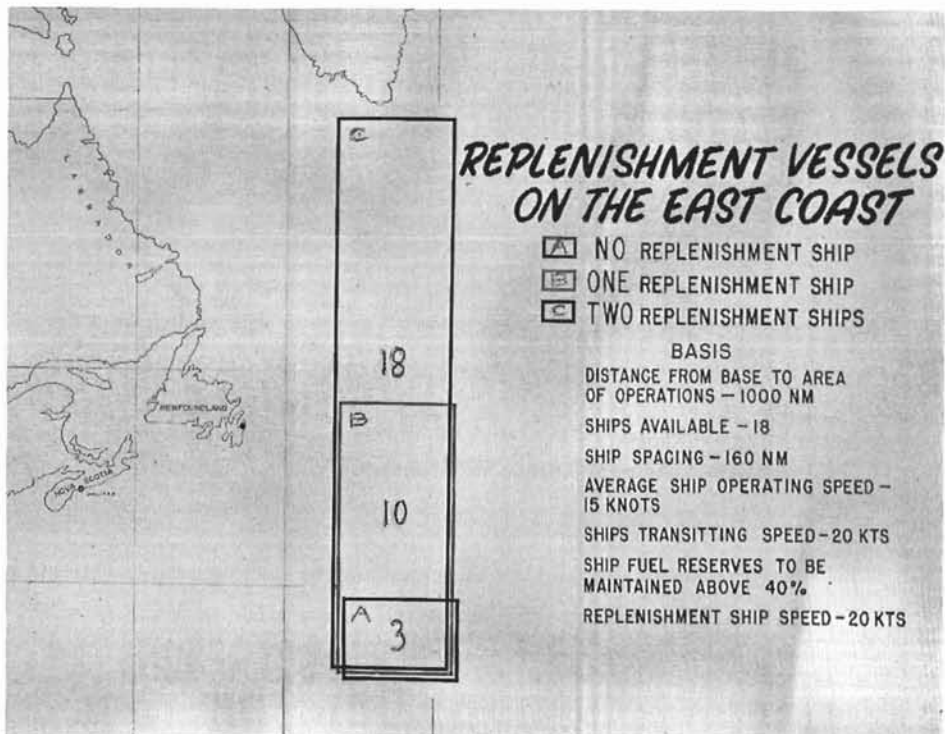 REPLENISHMENT VESSELS
ON THE EAST COAST
A NO REPLENISHMENT SHIP
B ONE REPLENISHMENT SHIP
C TWO REPLENISHMENT SHIPS
BASIS
DISTANCE FROM BASE TO AREA
OF OPERATIONS – 1000 NM
SHIPS AVAILABLE – 18
SHIP SPACING – 160 NM
AVERAGE SHIP OPERATING SPEED –
15 KNOTS
SHIPS TRANSITTING SPEED – 20 KTS
SHIP FUEL RESERVES TO BE
MAINTAINED ABOVE 40%
REPLENISHMENT SHIP SPEED – 20 KTS
C
18
B
10
A
3
NEWFOUNDLAND
NOVA SCOTIA
HALIFAX